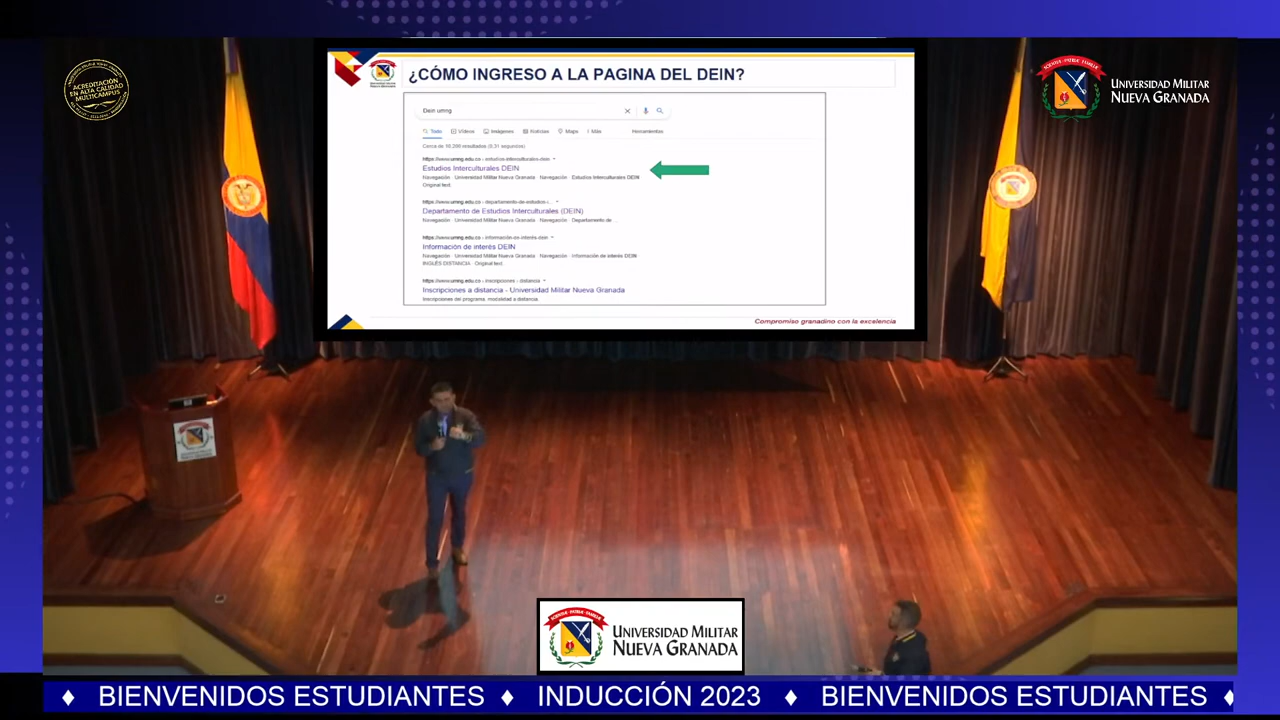 ¿CÓMO INGRESO A LA PAGINA DEL DEIN?
Dein umng
Todo Vídeos Imágenes Noticias Maps Más Herramientas
https://www.umng.edu.co › estudios-interculturales-dein
Estudios Interculturales DEIN
Navegación · Universidad Militar Nueva Granada · Navegación · Estudios Interculturales DEIN
Original text.
https://www.umng.edu.co › departamento-de-estudios-i...
Departamento de Estudios Interculturales (DEIN)
Navegación · Universidad Militar Nueva Granada · Navegación · Departamento de ...
https://www.umng.edu.co › información-en-interés-dein
Información de interés DEIN
Navegación · Universidad Militar Nueva Granada · Navegación · Información de interés DEIN
INGLÉS DISTANCIA · Original text.
https://www.umng.edu.co › inscripciones › distancia
Inscripciones a distancia - Universidad Militar Nueva Granada
Inscripciones del programa modalidad a distancia.
Compromiso granadino con la excelencia
ACREDITACIÓN
EN ALTA CALIDAD
MULTICAMPUS
UNIVERSIDAD MILITAR
NUEVA GRANADA
UNIVERSIDAD MILITAR
NUEVA GRANADA
♦ BIENVENIDOS ESTUDIANTES ♦ INDUCCIÓN 2023 ♦ BIENVENIDOS ESTUDIANTES ♦